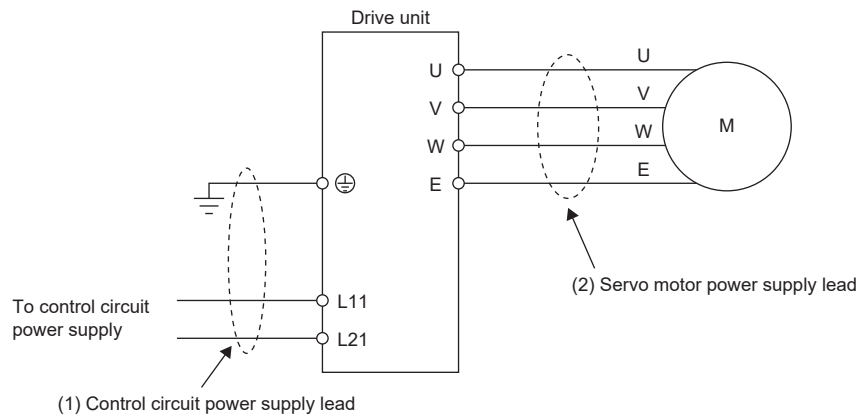 Drive unit
U
V
W
E
U
V
W
E
M
L11
L21
To control circuit
power supply
(1) Control circuit power supply lead
(2) Servo motor power supply lead